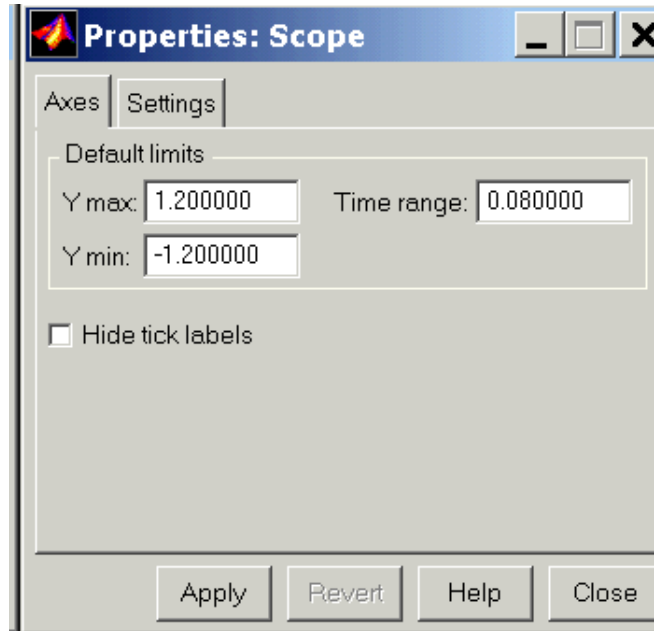 Properties: Scope
Axes Settings
Default limits
Y max: 1.200000 Time range: 0.080000
Y min: -1.200000
Hide tick labels
Apply Revert Help Close